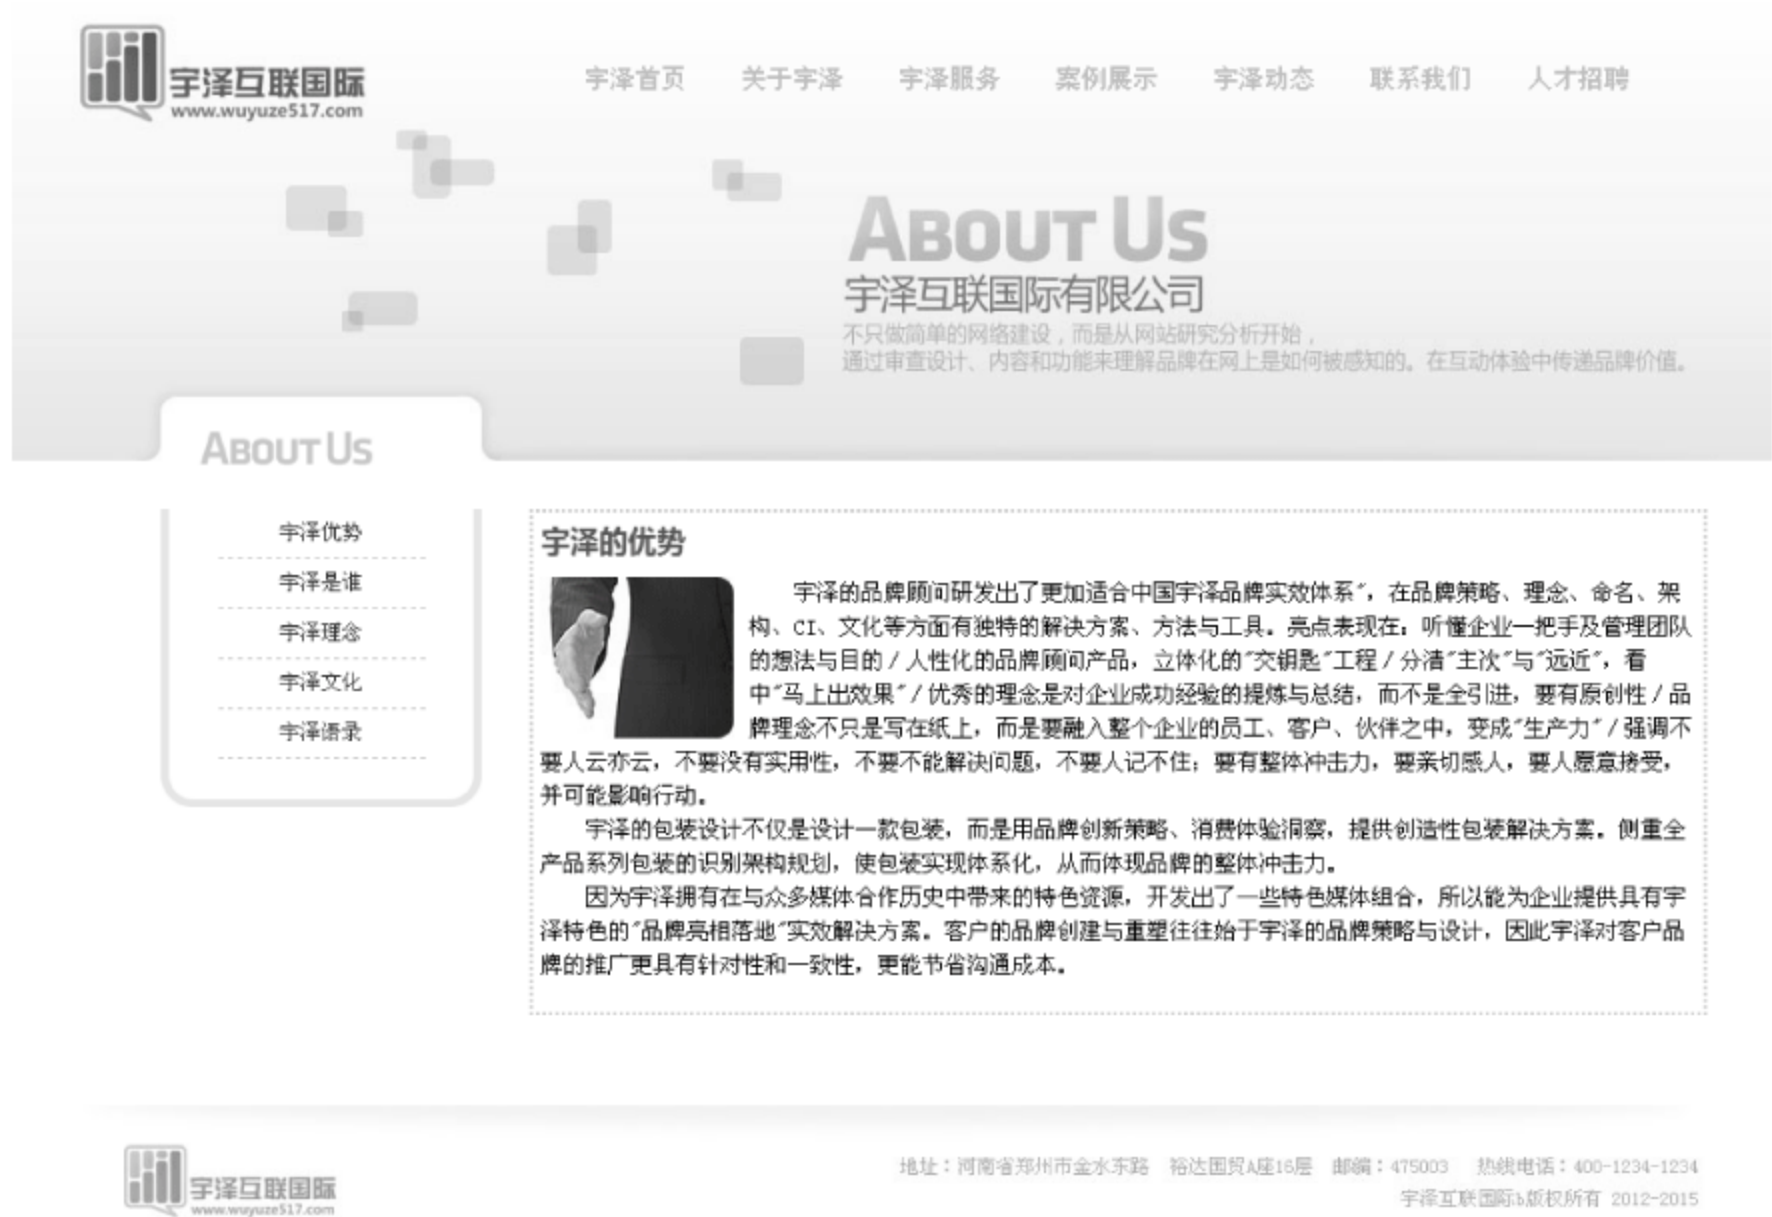 宇泽互联国际
www.wuyuze517.com
宇泽首页 关于宇泽 宇泽服务 案例展示 宇泽动态 联系我们 人才招聘
ABOUT US
宇泽互联国际有限公司
不只做简单的网络建设，而是从网站研究分析开始，
通过审查设计、内容和功能来理解品牌在网上是如何被感知的。在互动体验中传递品牌价值。
ABOUT US
宇泽优势
宇泽是谁
宇泽理念
宇泽文化
宇泽语录
宇泽的优势
宇泽的品牌顾问研发出了更加适合中国宇泽品牌实效体系"，在品牌策略、理念、命名、架
构、CI、文化等方面有独特的解决方案、方法与工具。亮点表现在：听懂企业一把手及管理团队
的想法与目的/人性化的品牌顾问产品，立体化的"交钥匙"工程/分清"主次"与"远近"，看
中"马上出效果"/优秀的理念是对企业成功经验的提炼与总结，而不是全引进，要有原创性/品
牌理念不只是写在纸上，而是要融入整个企业的员工、客户、伙伴之中，变成"生产力"/强调不
要人云亦云，不要没有实用性，不要不能解决问题，不要人记不住；要有整体冲击力，要亲切感人，要人愿意接受，
并可能影响行动。
宇泽的包装设计不仅是设计一款包装，而是用品牌创新策略、消费体验洞察，提供创造性包装解决方案。侧重全
产品系列包装的识别架构规划，使包装实现体系化，从而体现品牌的整体冲击力。
因为宇泽拥有在与众多媒体合作历史中带来的特色资源，开发出了一些特色媒体组合，所以能为企业提供具有宇
泽特色的"品牌亮相落地"实效解决方案。客户的品牌创建与重塑往往始于宇泽的品牌策略与设计，因此宇泽对客户品
牌的推广更具有针对性和一致性，更能节省沟通成本。
宇泽互联国际
www.wuyuze517.com
地址：河南省郑州市金水东路 裕达国贸A座16层 邮编：475003 热线电话：400-1234-1234
宇泽互联国际b版权所有 2012-2015